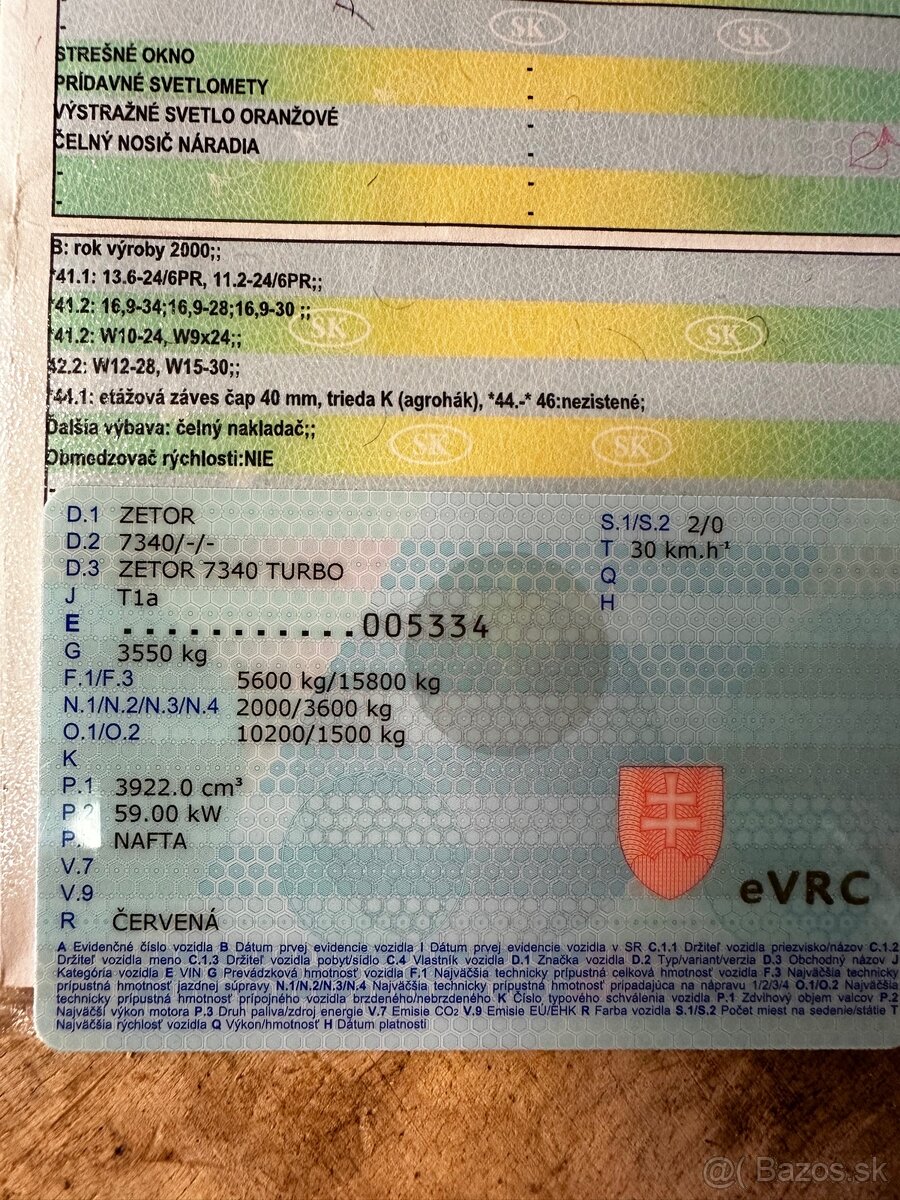 SK SK
STREŠNÉ OKNO -
PRÍDAVNÉ SVETLOMETY -
VÝSTRAŽNÉ SVETLO ORANŽOVÉ -
ČELNÝ NOSIČ NÁRADIA -
- -
- -
B: rok výroby 2000;;
*41.1: 13.6-24/6PR, 11.2-24/6PR;;
*41.2: 16,9-34;16,9-28;16,9-30 ;;
SK SK
*41.2: W10-24, W9x24;;
42.2: W12-28, W15-30;;
*44.1: etážová záves čap 40 mm, trieda K (agrohák), *44.-* 46:nezistené;
Ďalšia výbava: čelný nakladač;;
SK SK
Obmedzovač rýchlosti:NIE
D.1 ZETOR S.1/S.2 2/0
D.2 7340/-/- T 30 km.h⁻¹
D.3 ZETOR 7340 TURBO Q
J T1a H
E ...........005334
G 3550 kg
F.1/F.3 5600 kg/15800 kg
N.1/N.2/N.3/N.4 2000/3600 kg
O.1/O.2 10200/1500 kg
K
P.1 3922.0 cm³
P.2 59.00 kW
NAFTA
V.7
V.9
R ČERVENÁ
eVRC
A Evidenčné číslo vozidla B Dátum prvej evidencie vozidla I Dátum prvej evidencie vozidla v SR C.1.1 Držiteľ vozidla priezvisko/názov C.1.2
Držiteľ vozidla meno C.1.3 Držiteľ vozidla pobyt/sídlo C.4 Vlastník vozidla D.1 Značka vozidla D.2 Typ/variant/verzia D.3 Obchodný názov J
Kategória vozidla E VIN G Prevádzková hmotnosť vozidla F.1 Najväčšia technicky prípustná celková hmotnosť vozidla F.3 Najväčšia technicky
prípustná hmotnosť jazdnej súpravy N.1/N.2/N.3/N.4 Najväčšia technicky prípustná hmotnosť pripadajúca na nápravu 1/2/3/4 O.1/O.2 Najväčšia
technicky prípustná hmotnosť prípojného vozidla brzdeného/nebrzdeného K Číslo typového schválenia vozidla P.1 Zdvihový objem valcov P.2
Najväčší výkon motora P.3 Druh paliva/zdroj energie V.7 Emisie CO₂ V.9 Emisie EÚ/EHK R Farba vozidla S.1/S.2 Počet miest na sedenie/státie T
Najväčšia rýchlosť vozidla Q Výkon/hmotnosť H Dátum platnosti
@( Bazos.sk